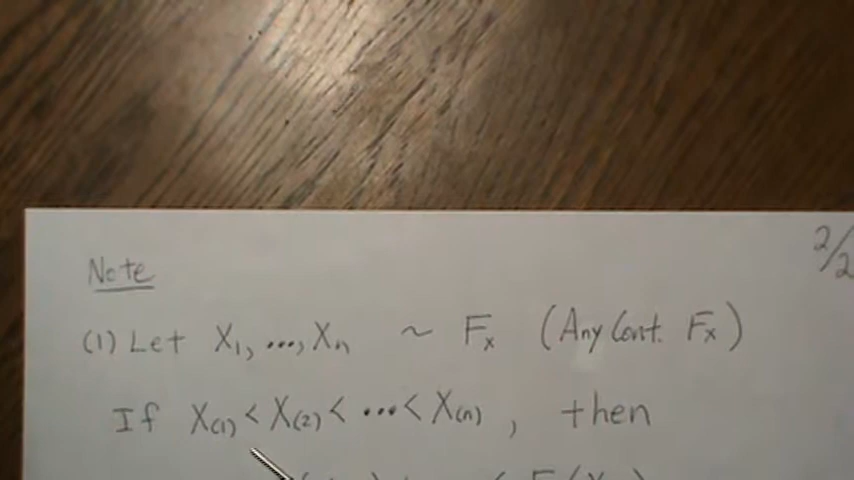 2/2
Note
(1) Let X₁, ..., Xₙ ~ Fₓ (Any Cont. Fₓ)
If X₍₁₎ < X₍₂₎ < ... < X₍ₙ₎, then